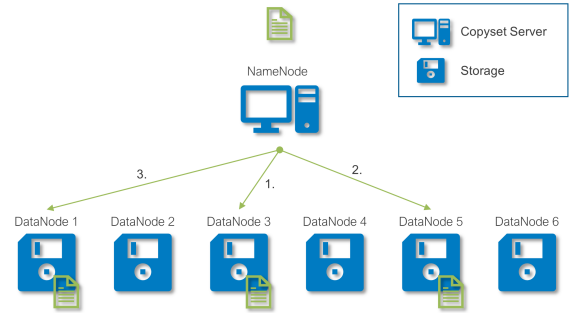 Copyset Server
Storage
NameNode
3.
1.
2.
DataNode 1
DataNode 2
DataNode 3
DataNode 4
DataNode 5
DataNode 6